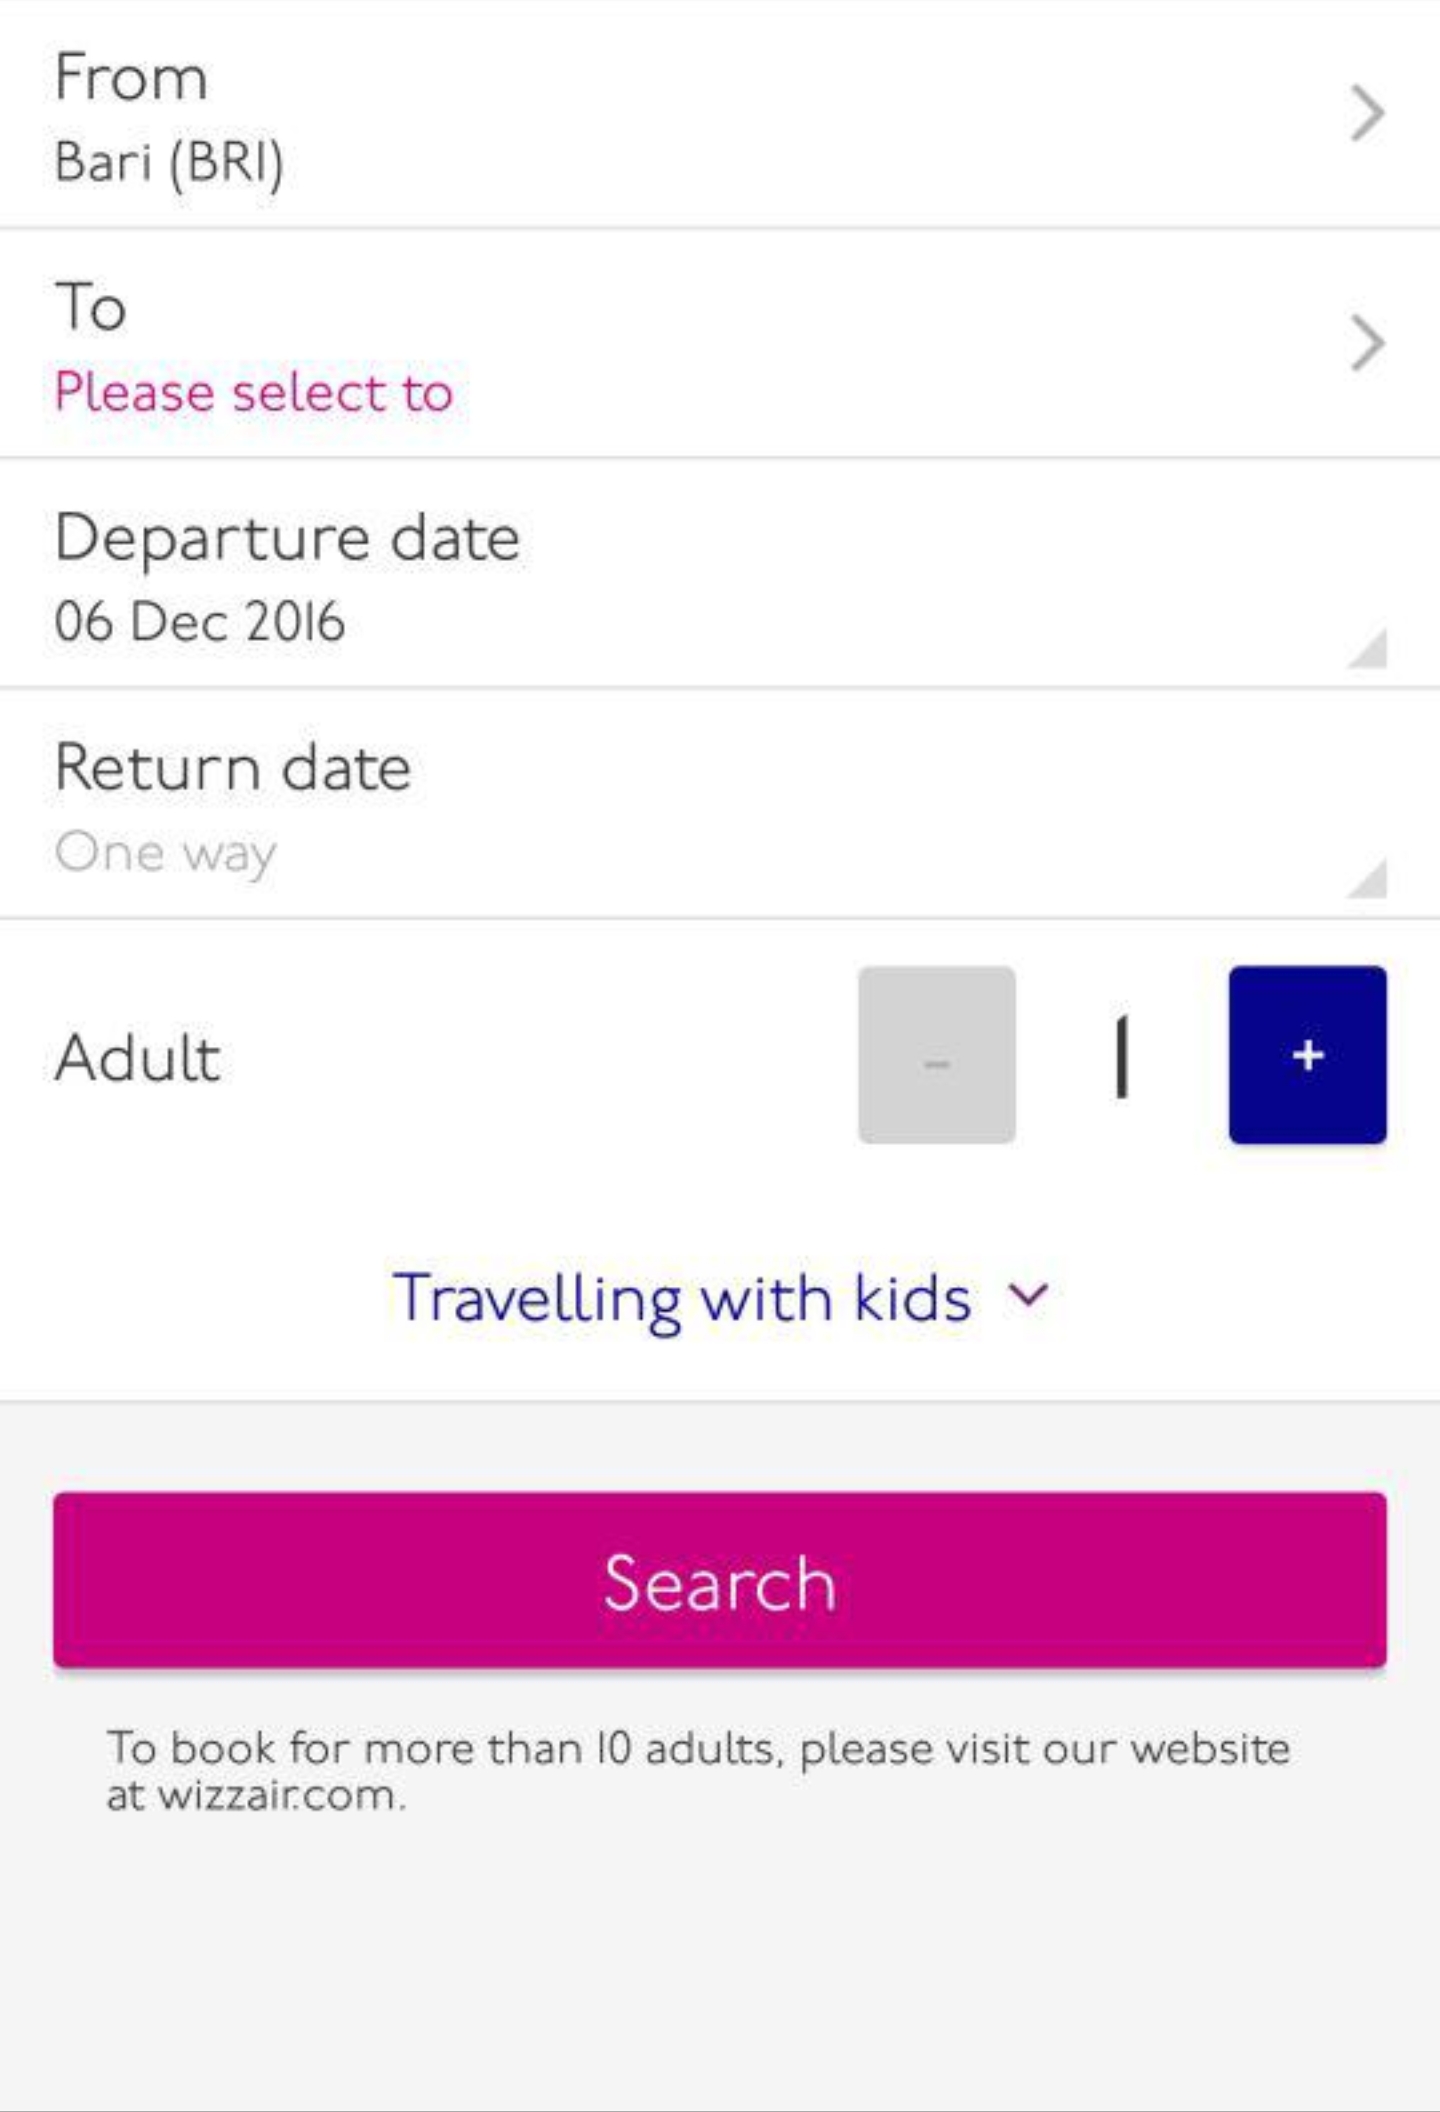 From
Bari (BRI)
To
Please select to
Departure date
06 Dec 2016
Return date
One way
Adult
- 1 +
Travelling with kids
Search
To book for more than 10 adults, please visit our website
at wizzair.com.